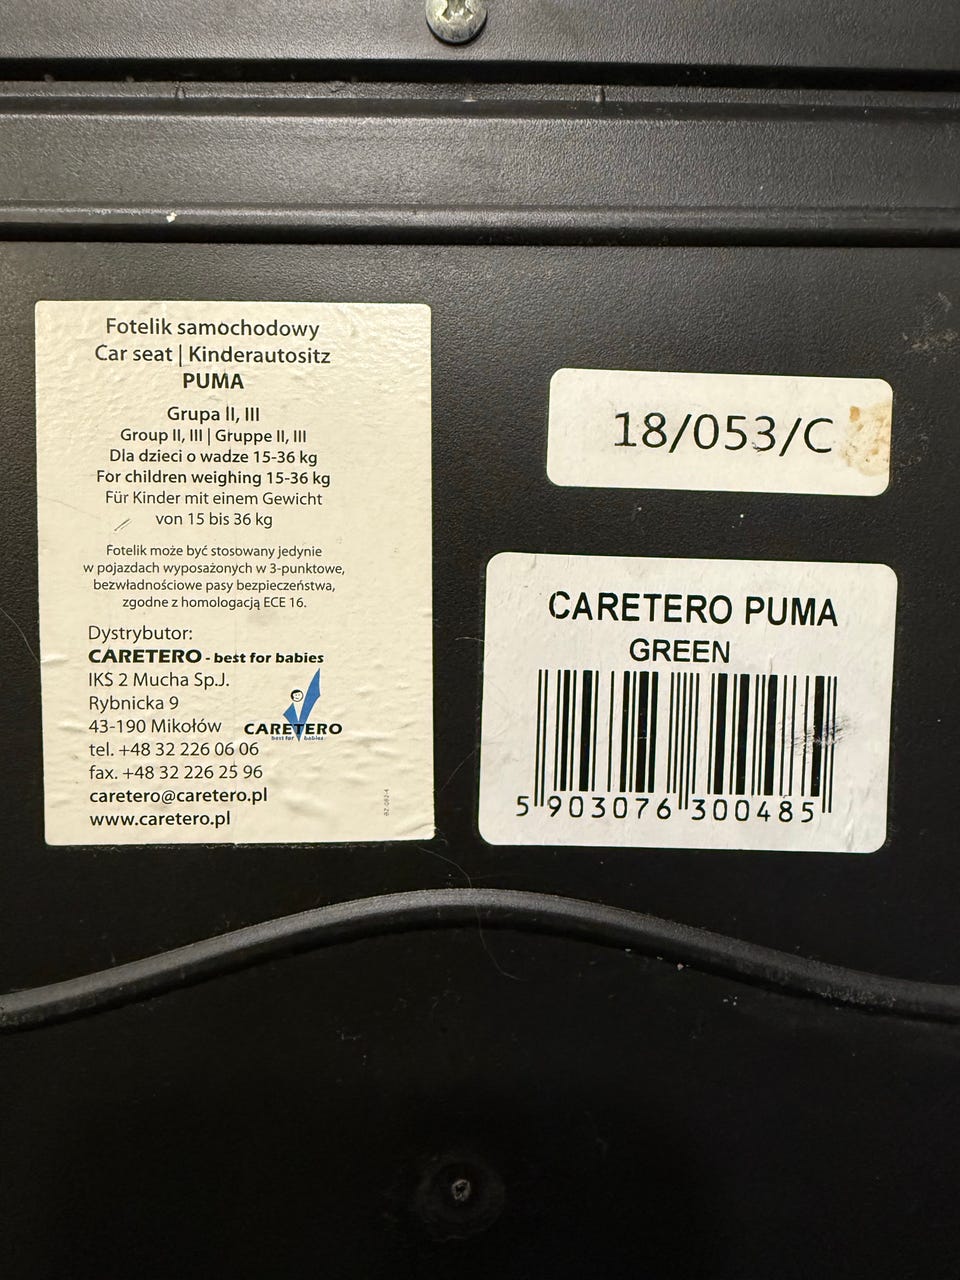 Fotelik samochodowy
Car seat | Kinderautositz
PUMA
Grupa II, III
Group II, III | Gruppe II, III
Dla dzieci o wadze 15-36 kg
For children weighing 15-36 kg
Für Kinder mit einem Gewicht
von 15 bis 36 kg
Fotelik może być stosowany jedynie
w pojazdach wyposażonych w 3-punktowe,
bezwładnościowe pasy bezpieczeństwa,
zgodne z homologacją ECE 16.
Dystrybutor:
CARETERO - best for babies
IKS 2 Mucha Sp.J.
Rybnicka 9
43-190 Mikołów
tel. +48 32 226 06 06
fax. +48 32 226 25 96
caretero@caretero.pl
www.caretero.pl
CARETERO
best for babies
18/053/C
CARETERO PUMA
GREEN
5 903076 300485